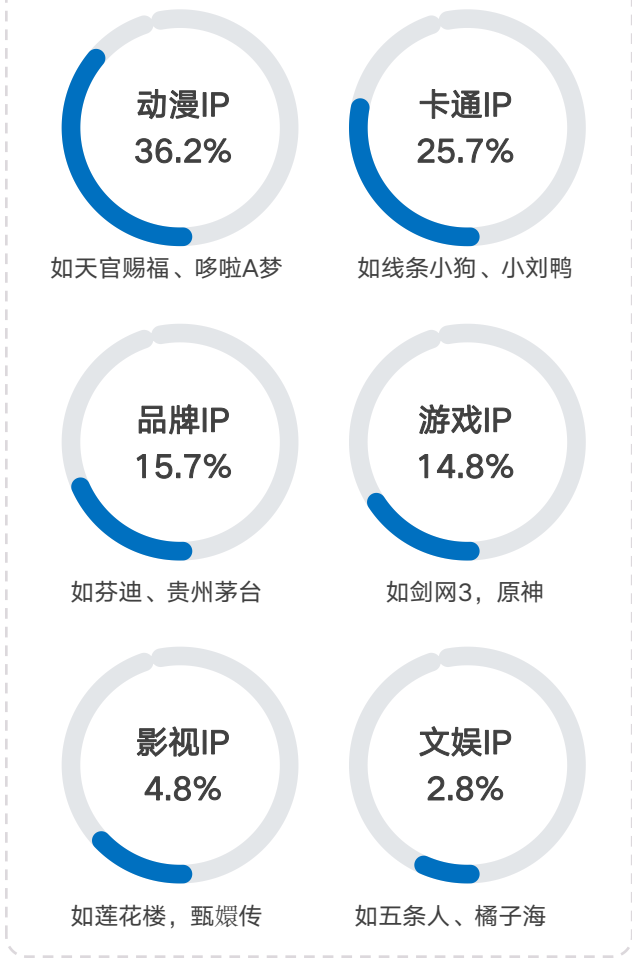 动漫IP
36.2%
如天官赐福、哆啦A梦
卡通IP
25.7%
如线条小狗、小刘鸭
品牌IP
15.7%
如芬迪、贵州茅台
游戏IP
14.8%
如剑网3，原神
影视IP
4.8%
如莲花楼，甄嬛传
文娱IP
2.8%
如五条人、橘子海